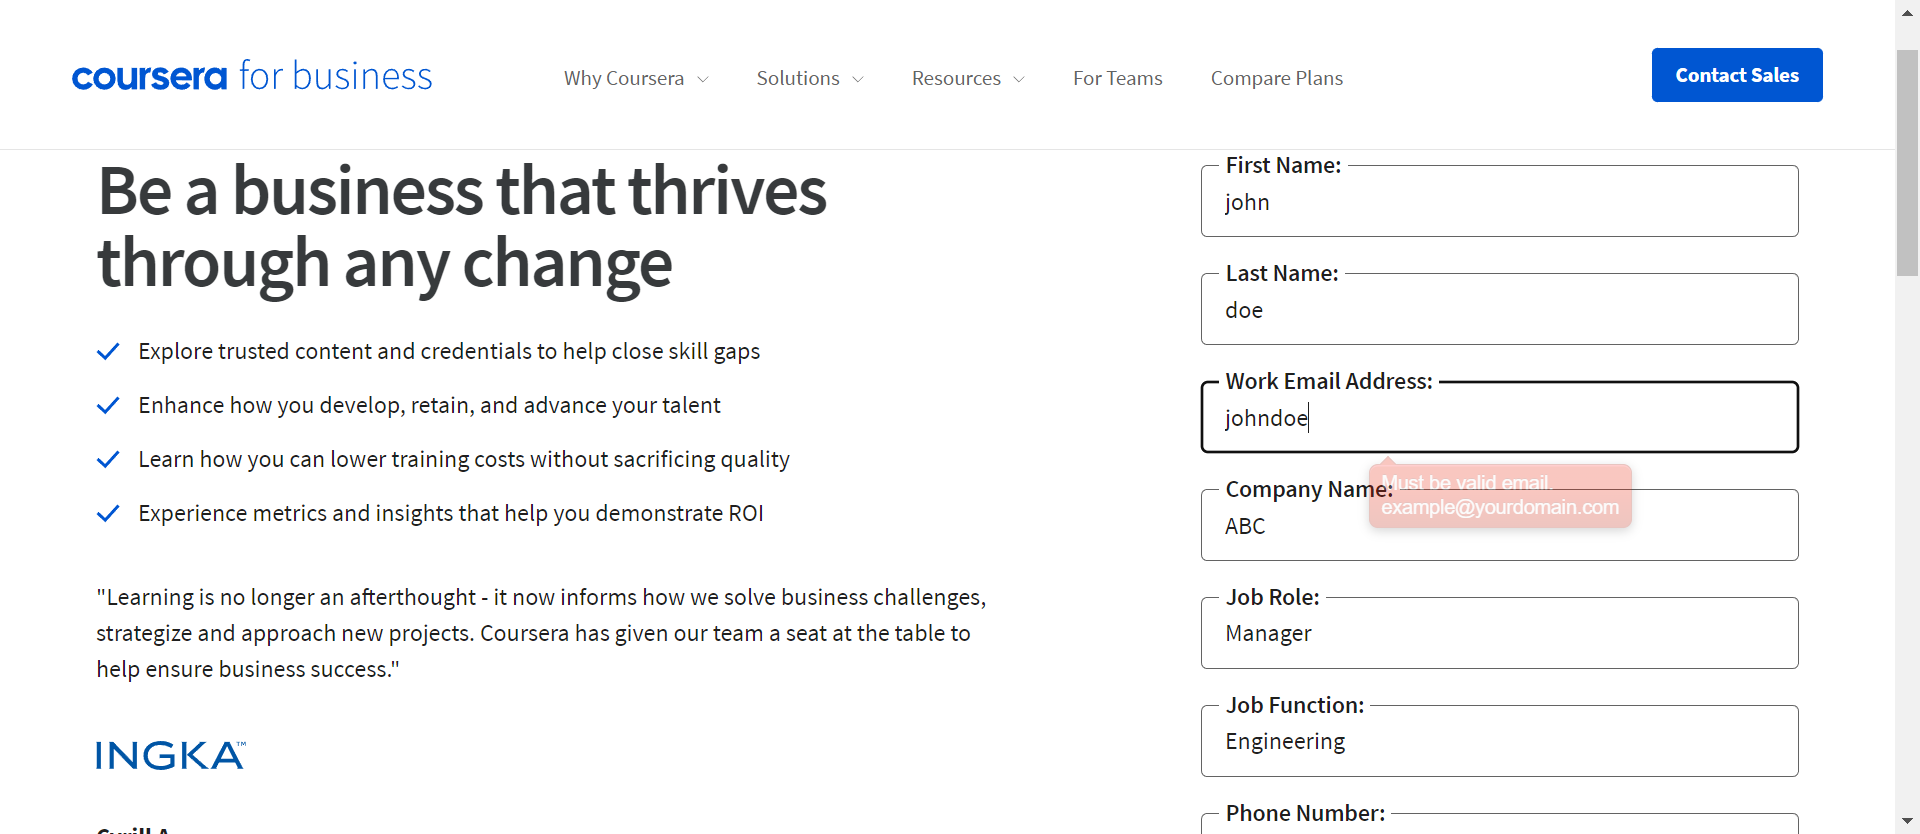 coursera for business
Why Coursera
Solutions
Resources
For Teams
Compare Plans
Contact Sales
Be a business that thrives
through any change
Explore trusted content and credentials to help close skill gaps
Enhance how you develop, retain, and advance your talent
Learn how you can lower training costs without sacrificing quality
Experience metrics and insights that help you demonstrate ROI
"Learning is no longer an afterthought - it now informs how we solve business challenges,
strategize and approach new projects. Coursera has given our team a seat at the table to
help ensure business success."
INGKA™
Cyrill A
First Name:
john
Last Name:
doe
Work Email Address:
johndoe
Must be valid email.
example@yourdomain.com
Company Name:
ABC
Job Role:
Manager
Job Function:
Engineering
Phone Number: